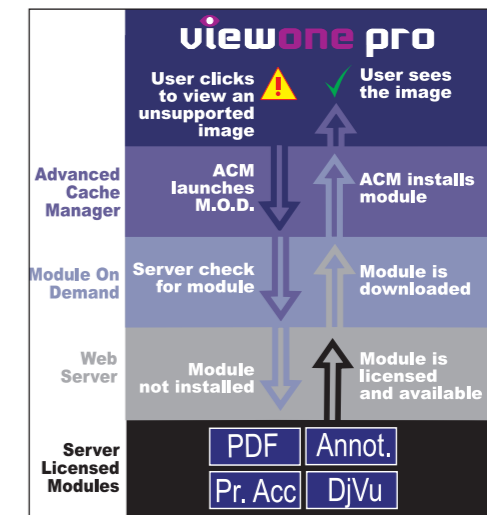 viewone pro
User clicks
to view an
unsupported
image
User sees
the image
Advanced
Cache
Manager
ACM
launches
M.O.D.
ACM installs
module
Module On
Demand
Server check
for module
Module is
downloaded
Web
Server
Module
not installed
Module is
licensed
and available
Server
Licensed
Modules
PDF
Annot.
Pr. Acc
DjVu